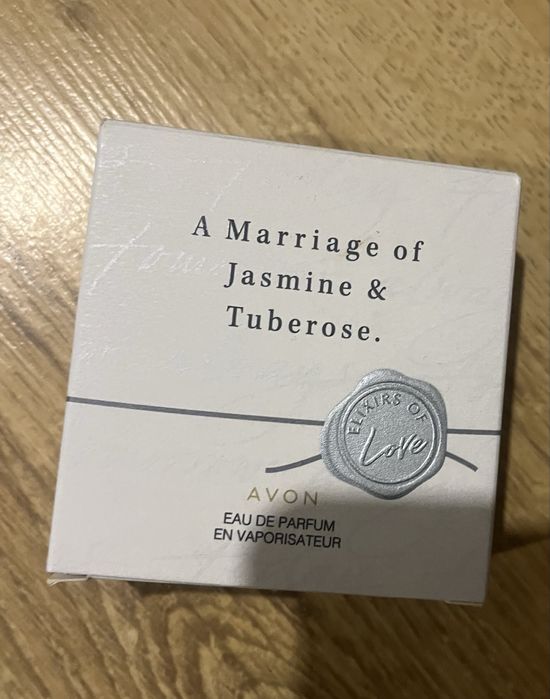 A Marriage of
Jasmine &
Tuberose.
ELIXIRS OF
Love
AVON
EAU DE PARFUM
EN VAPORISATEUR